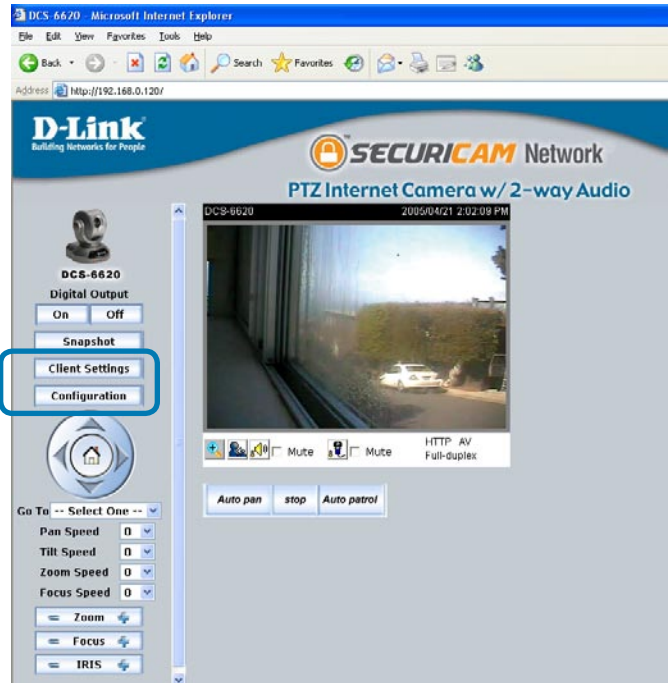 DCS-6620 - Microsoft Internet Explorer
File Edit View Favorites Tools Help
Back Search Favorites
Address http://192.168.0.120/
D-Link
Building Networks for People
SECURICAM Network
PTZ Internet Camera w/ 2-way Audio
DCS-6620 2005/04/21 2:02:09 PM
DCS-6620
Digital Output
On Off
Snapshot
Client Settings
Configuration
Mute Mute HTTP AV
Full-duplex
Auto pan stop Auto patrol
Go To -- Select One --
Pan Speed 0
Tilt Speed 0
Zoom Speed 0
Focus Speed 0
Zoom
Focus
IRIS